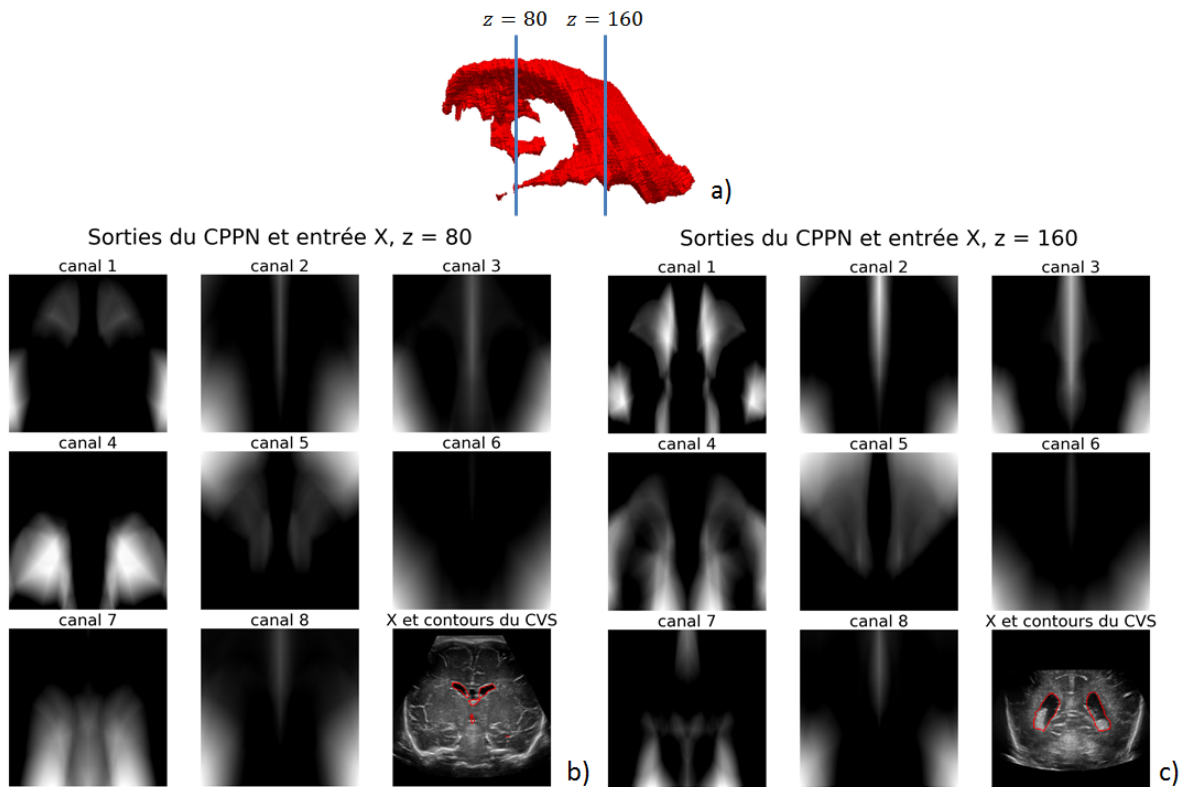 z = 80 z = 160
a)
Sorties du CPPN et entrée X, z = 80
canal 1 canal 2 canal 3
canal 4 canal 5 canal 6
canal 7 canal 8 X et contours du CVS
b)
Sorties du CPPN et entrée X, z = 160
canal 1 canal 2 canal 3
canal 4 canal 5 canal 6
canal 7 canal 8 X et contours du CVS
c)